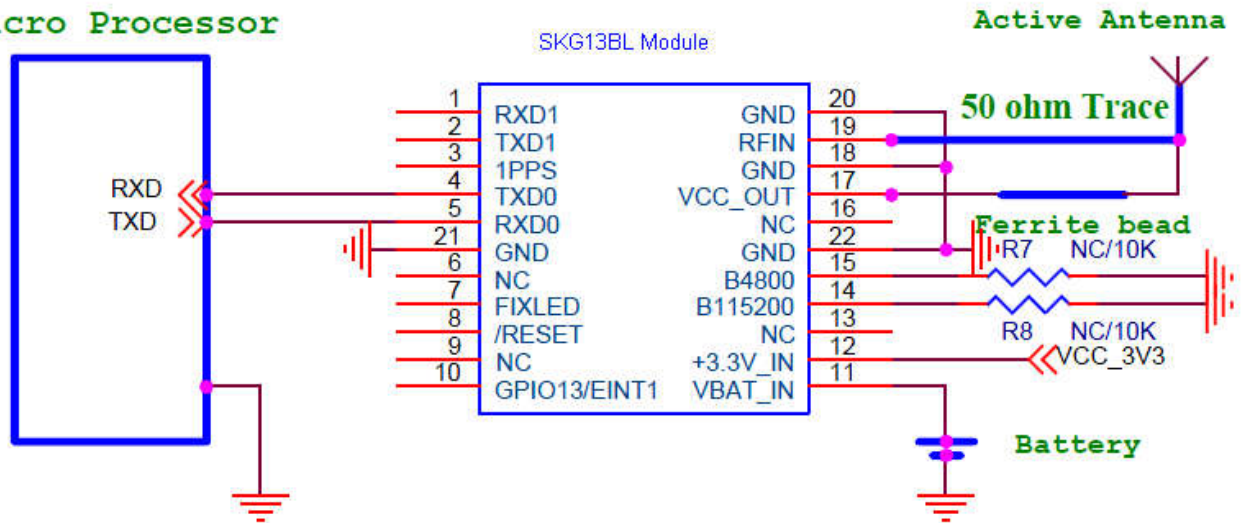 cro Processor
Active Antenna
SKG13BL Module
50 ohm Trace
RXD
TXD
1 RXD1
2 TXD1
3 1PPS
4 TXD0
5 RXD0
21 GND
6 NC
7 FIXLED
8 /RESET
9 NC
10 GPIO13/EINT1
GND 20
RFIN 19
GND 18
VCC_OUT 17
NC 16
GND 22
B4800 15
B115200 14
NC 13
+3.3V_IN 12
VBAT_IN 11
Ferrite bead
R7 NC/10K
R8 NC/10K
VCC_3V3
Battery